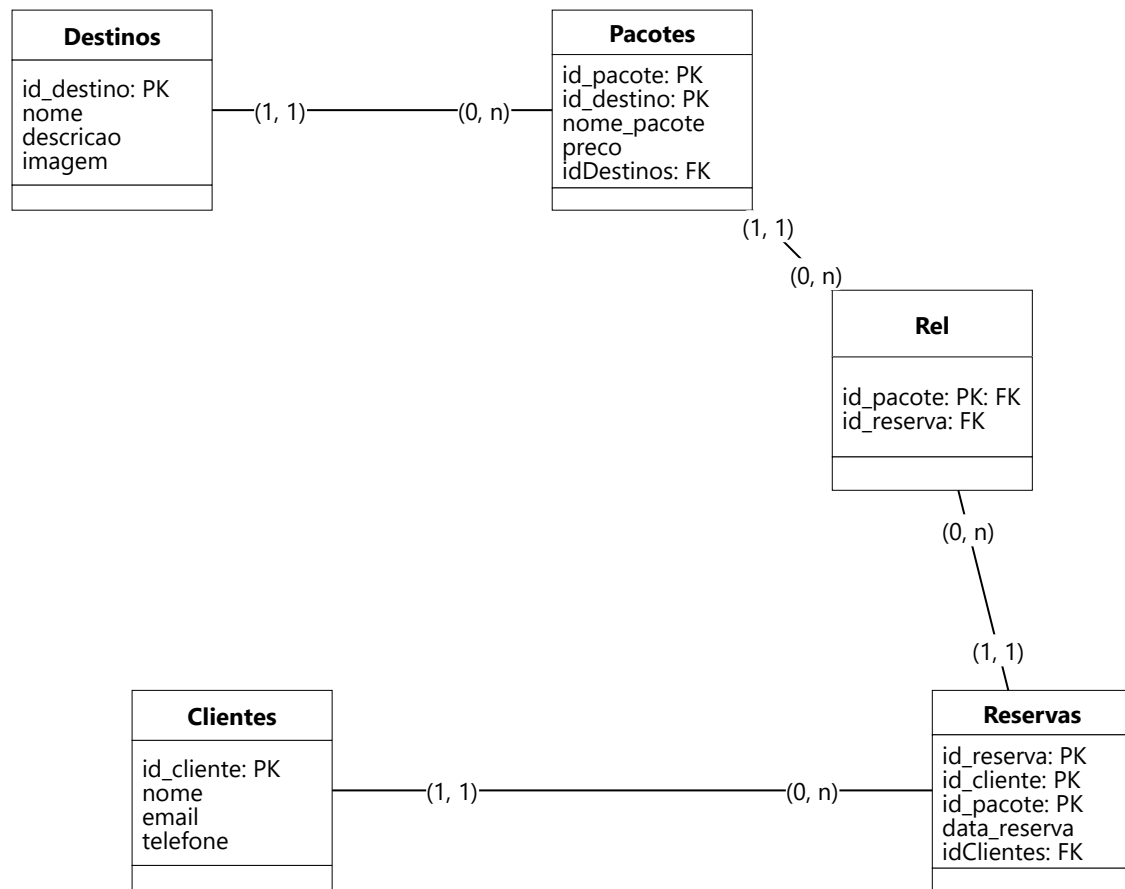 Destinos
id_destino: PK
nome
descricao
imagem
(1, 1)
(0, n)
Pacotes
id_pacote: PK
id_destino: PK
nome_pacote
preco
idDestinos: FK
(1, 1)
(0, n)
Rel
id_pacote: PK: FK
id_reserva: FK
(0, n)
(1, 1)
Clientes
id_cliente: PK
nome
email
telefone
(1, 1)
(0, n)
Reservas
id_reserva: PK
id_cliente: PK
id_pacote: PK
data_reserva
idClientes: FK